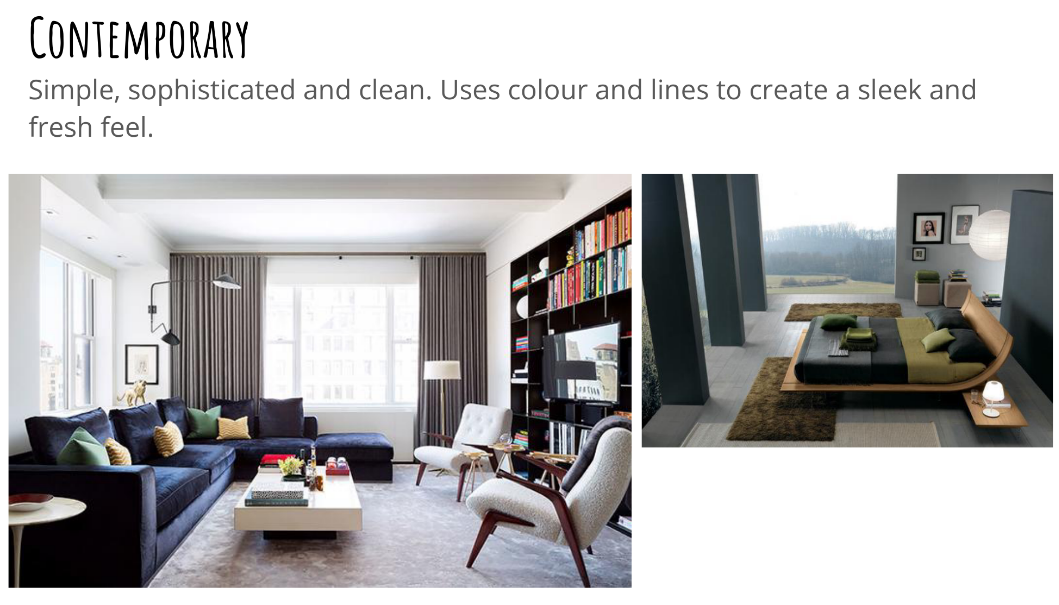 Contemporary
Simple, sophisticated and clean. Uses colour and lines to create a sleek and
fresh feel.